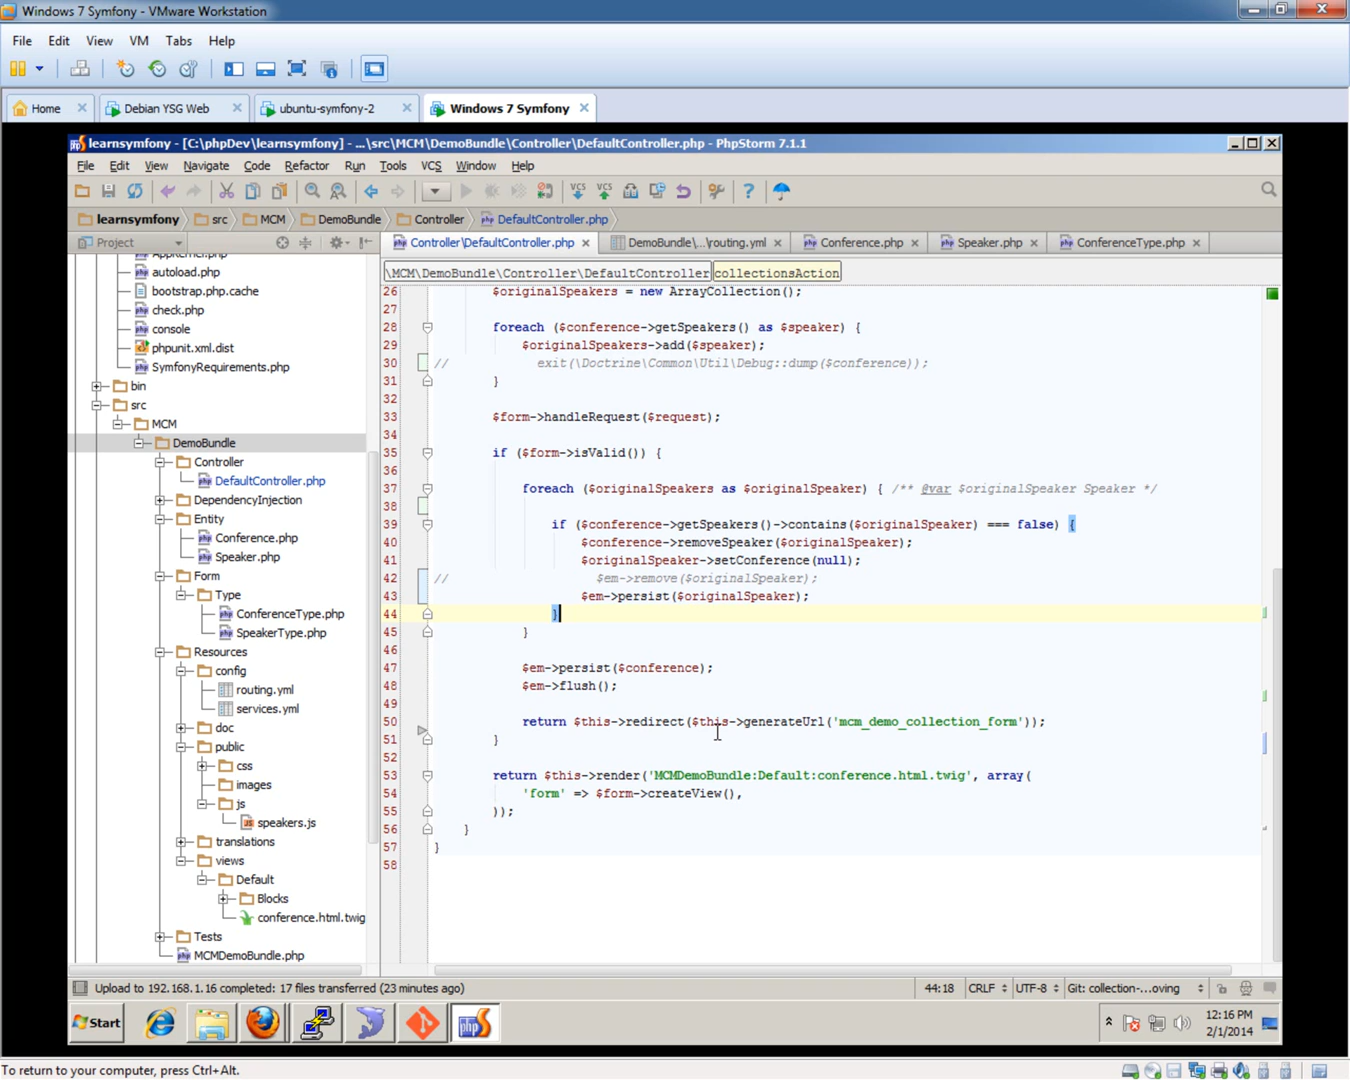 Windows 7 Symfony - VMware Workstation
File Edit View VM Tabs Help
Home Debian YSG Web ubuntu-symfony-2 Windows 7 Symfony
learnsymfony - [C:\phpDev\learnsymfony] - ...\src\MCM\DemoBundle\Controller\DefaultController.php - PhpStorm 7.1.1
File Edit View Navigate Code Refactor Run Tools VCS Window Help
learnsymfony src MCM DemoBundle Controller DefaultController.php
Project
Controller\DefaultController.php DemoBundle\...\routing.yml Conference.php Speaker.php ConferenceType.php
\MCM\DemoBundle\Controller\DefaultController collectionsAction
AppKernel.php
autoload.php
bootstrap.php.cache
check.php
console
phpunit.xml.dist
SymfonyRequirements.php
bin
src
MCM
DemoBundle
Controller
DefaultController.php
DependencyInjection
Entity
Conference.php
Speaker.php
Form
Type
ConferenceType.php
SpeakerType.php
Resources
config
routing.yml
services.yml
doc
public
css
images
js
speakers.js
translations
views
Default
Blocks
conference.html.twig
Tests
MCMDemoBundle.php
26 $originalSpeakers = new ArrayCollection();
27
28 foreach ($conference->getSpeakers() as $speaker) {
29 $originalSpeakers->add($speaker);
30 // exit(\Doctrine\Common\Util\Debug::dump($conference));
31 }
32
33 $form->handleRequest($request);
34
35 if ($form->isValid()) {
36
37 foreach ($originalSpeakers as $originalSpeaker) { /** @var $originalSpeaker Speaker */
38
39 if ($conference->getSpeakers()->contains($originalSpeaker) === false) {
40 $conference->removeSpeaker($originalSpeaker);
41 $originalSpeaker->setConference(null);
42 // $em->remove($originalSpeaker);
43 $em->persist($originalSpeaker);
44 }
45 }
46
47 $em->persist($conference);
48 $em->flush();
49
50 return $this->redirect($this->generateUrl('mcm_demo_collection_form'));
51 }
52
53 return $this->render('MCMDemoBundle:Default:conference.html.twig', array(
54 'form' => $form->createView(),
55 ));
56 }
57 }
58
Upload to 192.168.1.16 completed: 17 files transferred (23 minutes ago) 44:18 CRLF UTF-8 Git: collection-...oving
Start 12:16 PM
2/1/2014
To return to your computer, press Ctrl+Alt.